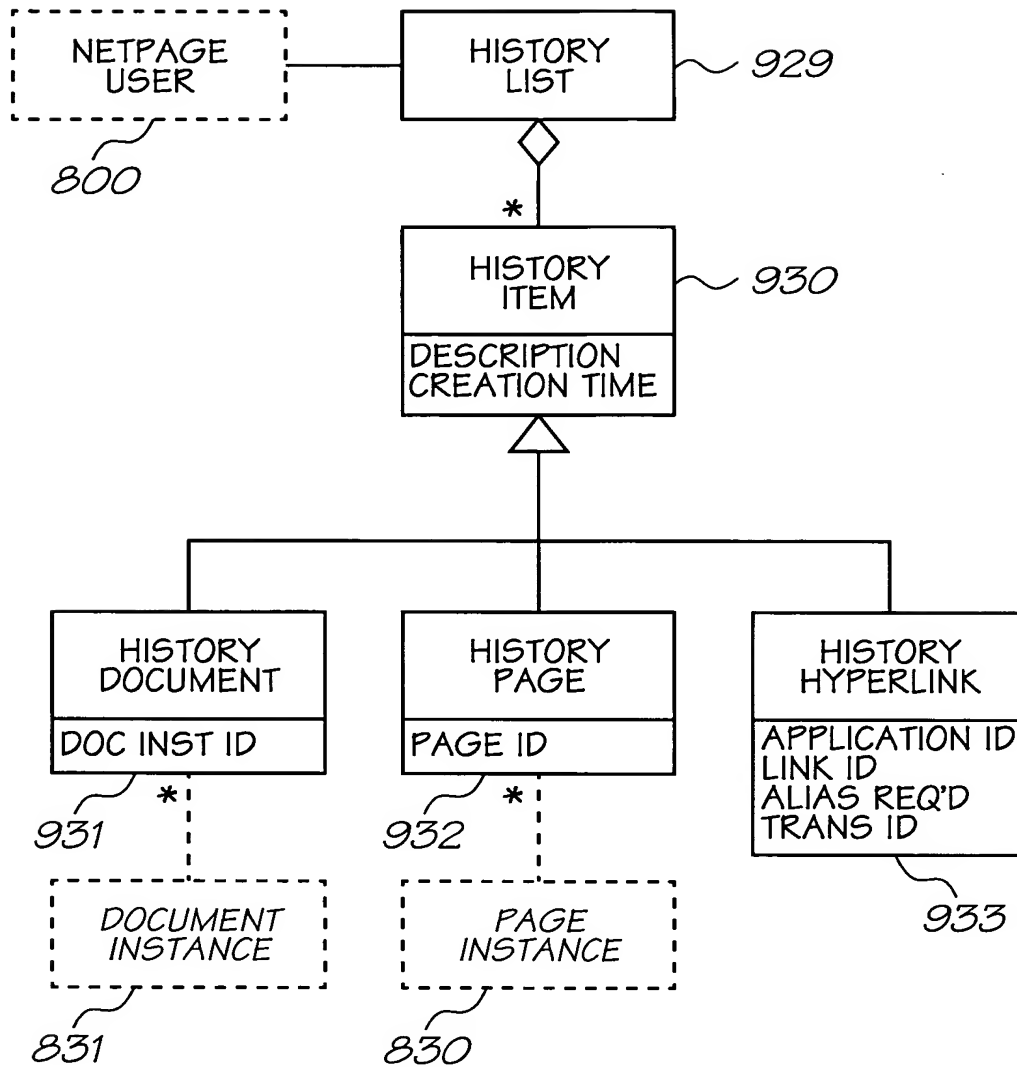 NETPAGE
USER
800
HISTORY
LIST
929
*
HISTORY
ITEM
930
DESCRIPTION
CREATION TIME
HISTORY
DOCUMENT
DOC INST ID
931
*
HISTORY
PAGE
PAGE ID
932
*
HISTORY
HYPERLINK
APPLICATION ID
LINK ID
ALIAS REQ'D
TRANS ID
933
DOCUMENT
INSTANCE
831
PAGE
INSTANCE
830